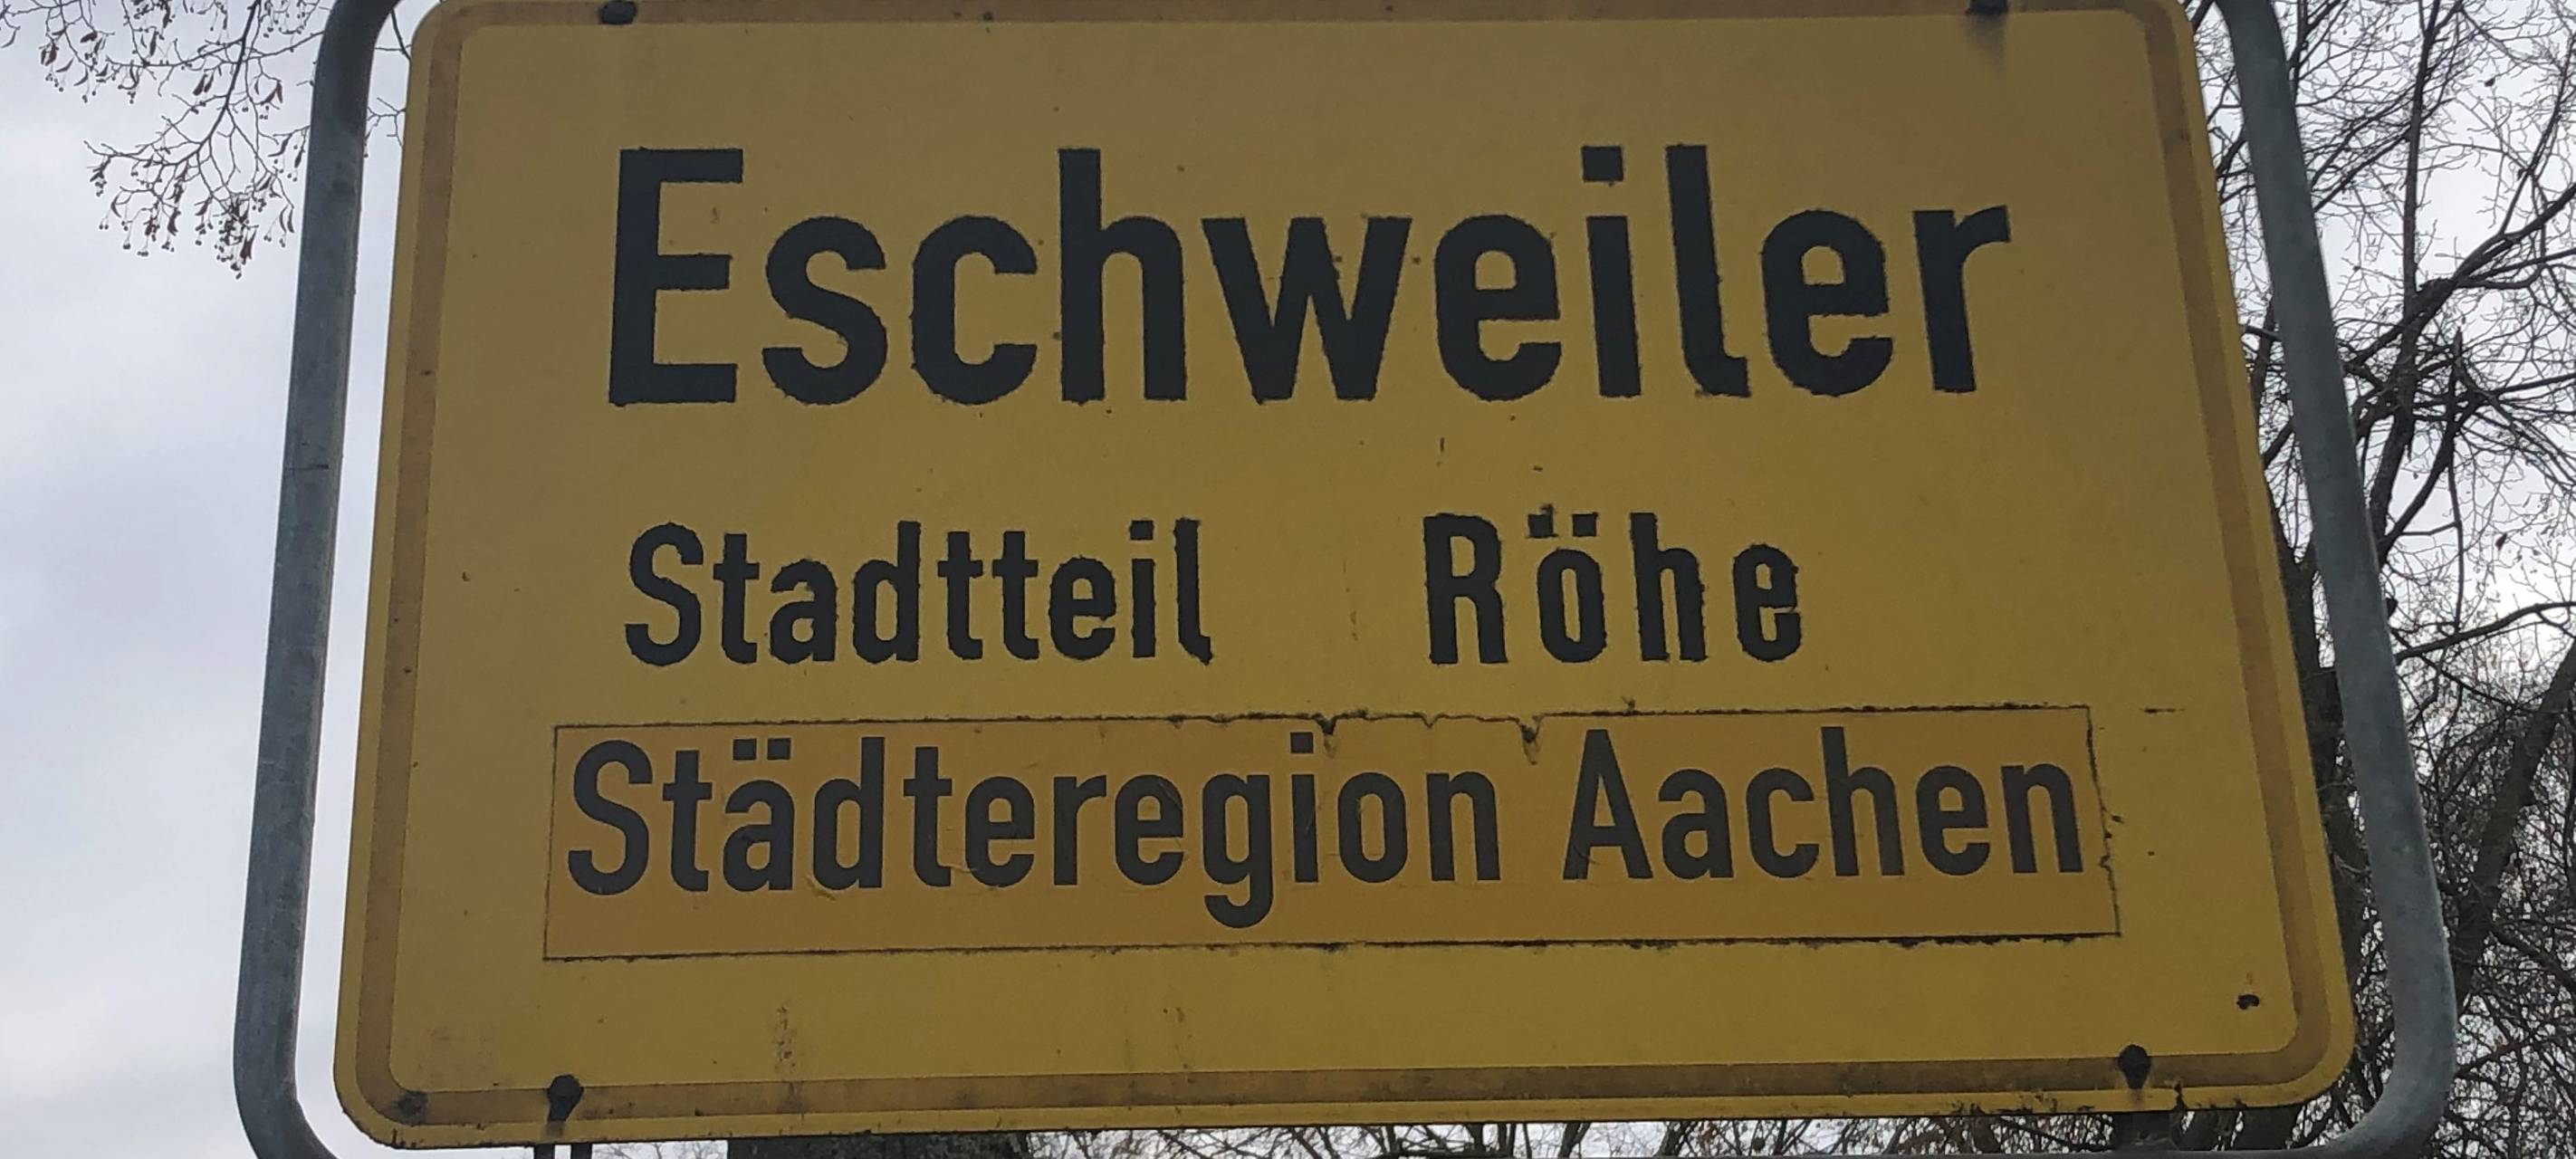 Eschweiler
Stadtteil Röhe
Städteregion Aachen